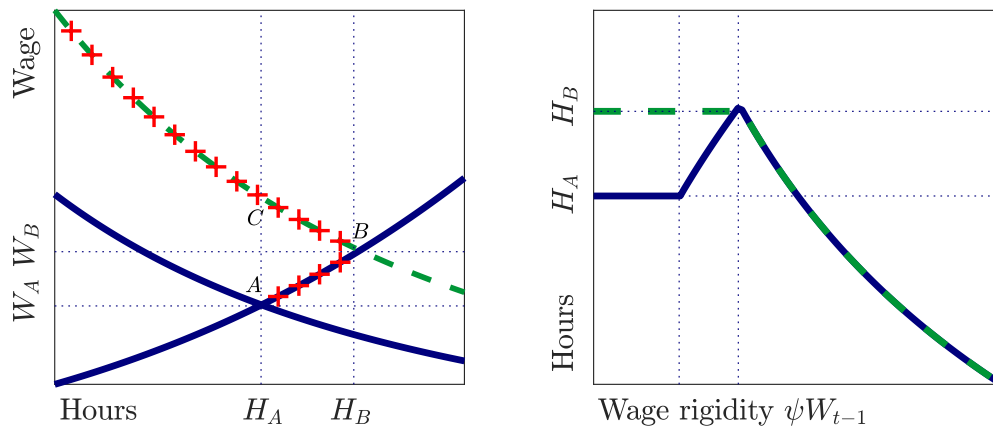 Wage
W_B
W_A
C
B
A
Hours
H_A
H_B
H_B
H_A
Hours
Wage rigidity ψW_{t−1}